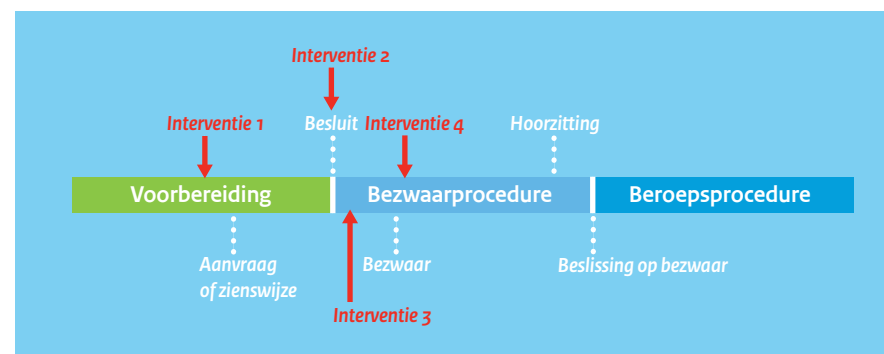 Interventie 2
Interventie 1
Besluit
Interventie 4
Hoorzitting
Voorbereiding
Bezwaarprocedure
Beroepsprocedure
Aanvraag
of zienswijze
Bezwaar
Beslissing op bezwaar
Interventie 3